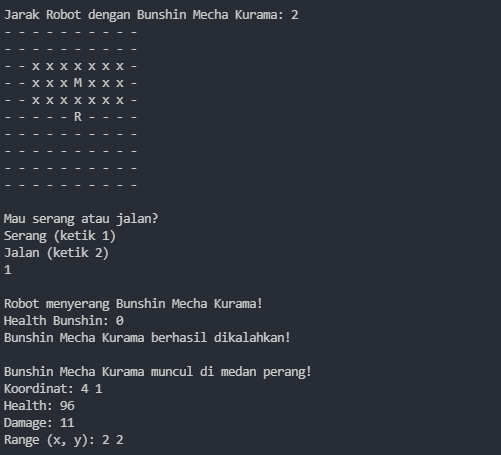 Jarak Robot dengan Bunshin Mecha Kurama: 2
- - - - - - - - - -
- - - - - - - - - -
- - x x x x x x x -
- - x x x M x x x -
- - x x x x x x x -
- - - - - R - - - -
- - - - - - - - - -
- - - - - - - - - -
- - - - - - - - - -
- - - - - - - - - -
Mau serang atau jalan?
Serang (ketik 1)
Jalan (ketik 2)
1
Robot menyerang Bunshin Mecha Kurama!
Health Bunshin: 0
Bunshin Mecha Kurama berhasil dikalahkan!
Bunshin Mecha Kurama muncul di medan perang!
Koordinat: 4 1
Health: 96
Damage: 11
Range (x, y): 2 2